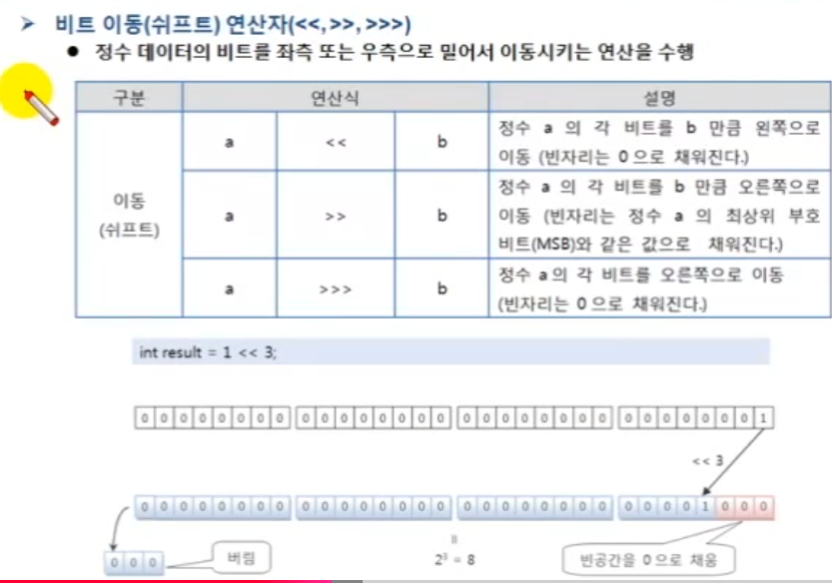 ➢ 비트 이동(쉬프트) 연산자(<<, >>, >>>)
● 정수 데이터의 비트를 좌측 또는 우측으로 밀어서 이동시키는 연산을 수행
구분 연산식 설명
이동
(쉬프트)
a << b
정수 a 의 각 비트를 b 만큼 왼쪽으로
이동 (빈자리는 0 으로 채워진다.)
a >> b
정수 a 의 각 비트를 b 만큼 오른쪽으로
이동 (빈자리는 정수 a 의 최상위 부호
비트(MSB)와 같은 값으로 채워진다.)
a >>> b
정수 a 의 각 비트를 오른쪽으로 이동
(빈자리는 0 으로 채워진다.)
int result = 1 << 3;
0 0 0 0 0 0 0 0 0 0 0 0 0 0 0 0 0 0 0 0 0 0 0 0 0 0 0 0 0 0 0 1
<< 3
0 0 0 0 0 0 0 0 0 0 0 0 0 0 0 0 0 0 0 0 0 0 0 0 0 0 0 0 1 0 0 0
0 0 0
버림
=
2³ = 8
빈공간을 0으로 채움